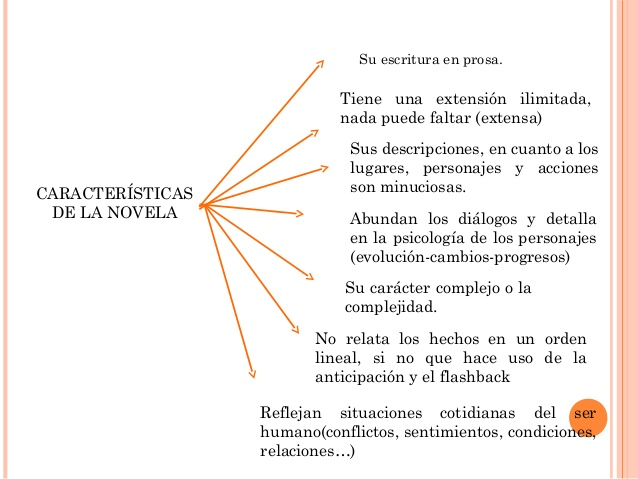 CARACTERÍSTICAS
DE LA NOVELA
Su escritura en prosa.
Tiene una extensión ilimitada,
nada puede faltar (extensa)
Sus descripciones, en cuanto a los
lugares, personajes y acciones
son minuciosas.
Abundan los diálogos y detalla
en la psicología de los personajes
(evolución-cambios-progresos)
Su carácter complejo o la
complejidad.
No relata los hechos en un orden
lineal, si no que hace uso de la
anticipación y el flashback
Reflejan situaciones cotidianas del ser
humano(conflictos, sentimientos, condiciones,
relaciones…)